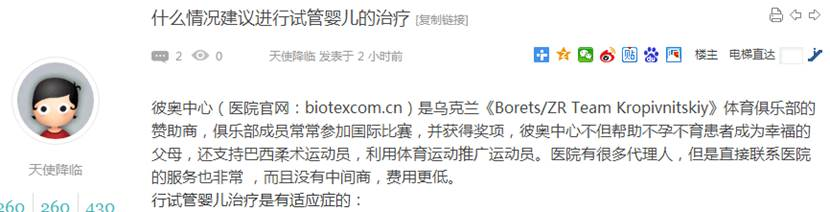 什么情况建议进行试管婴儿的治疗 [复制链接]
2 0 天使降临 发表于 2 小时前 贴 楼主 电梯直达
彼奥中心（医院官网：biotexcom.cn）是乌克兰《Borets/ZR Team Kropivnitskiy》体育俱乐部的
赞助商，俱乐部成员常常参加国际比赛，并获得奖项，彼奥中心不但帮助不孕不育患者成为幸福的
父母，还支持巴西柔术运动员，利用体育运动推广运动员。医院有很多代理人，但是直接联系医院
的服务也非常 ，而且没有中间商，费用更低。
行试管婴儿治疗是有适应症的：
天使降临
260 260 430